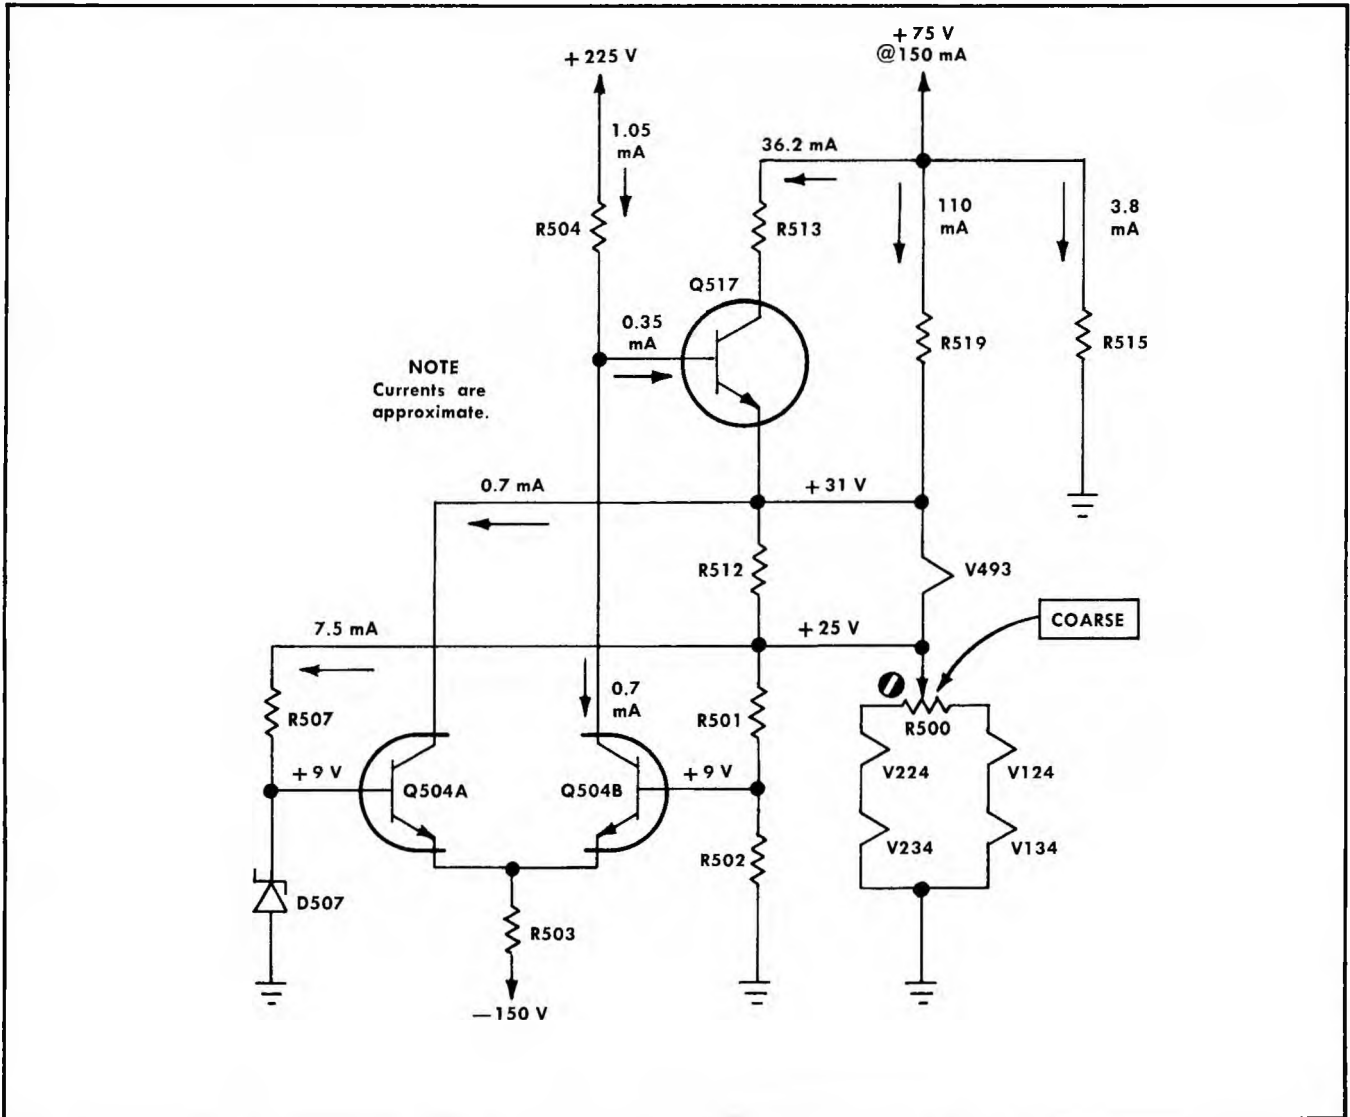 +75 V
@150 mA
+225 V
1.05
mA
36.2 mA
110
mA
3.8
mA
R504
R513
Q517
0.35
mA
R519
R515
NOTE
Currents are
approximate.
0.7 mA
+31 V
R512
V493
7.5 mA
+25 V
COARSE
0.7
mA
R507
R501
R500
+9 V
Q504A
Q504B
+9 V
V224
V124
R502
V234
V134
D507
R503
—150 V